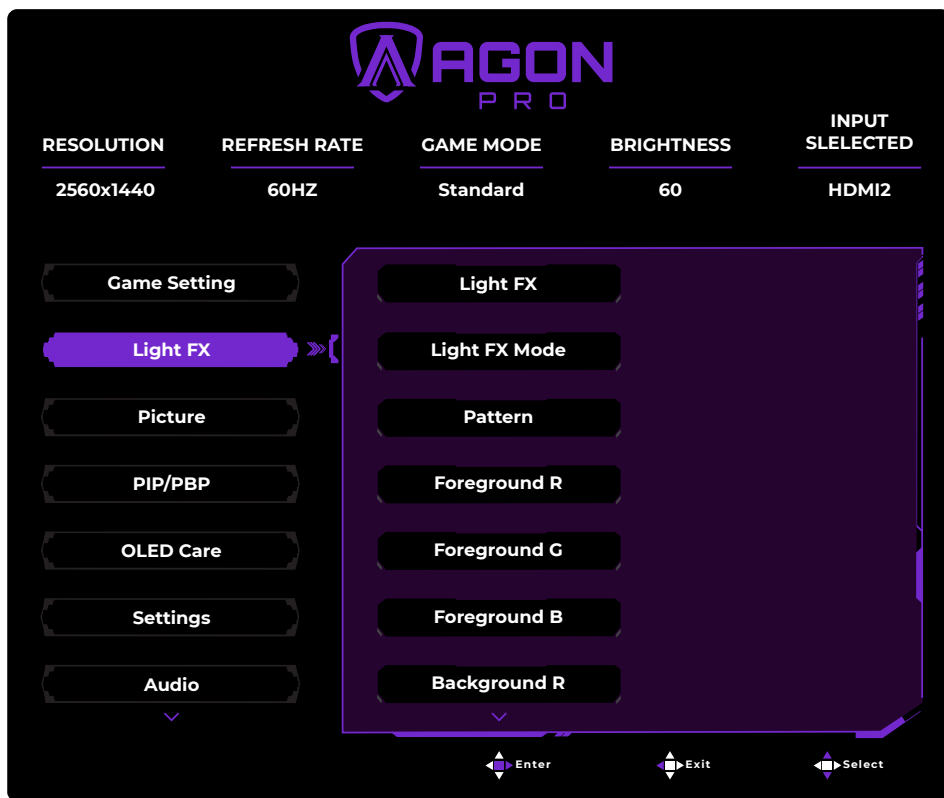 AGON
PRO
RESOLUTION
REFRESH RATE
GAME MODE
BRIGHTNESS
INPUT
SLELECTED
2560x1440
60HZ
Standard
60
HDMI2
Game Setting
Light FX
Picture
PIP/PBP
OLED Care
Settings
Audio
Light FX
Light FX Mode
Pattern
Foreground R
Foreground G
Foreground B
Background R
Enter
Exit
Select